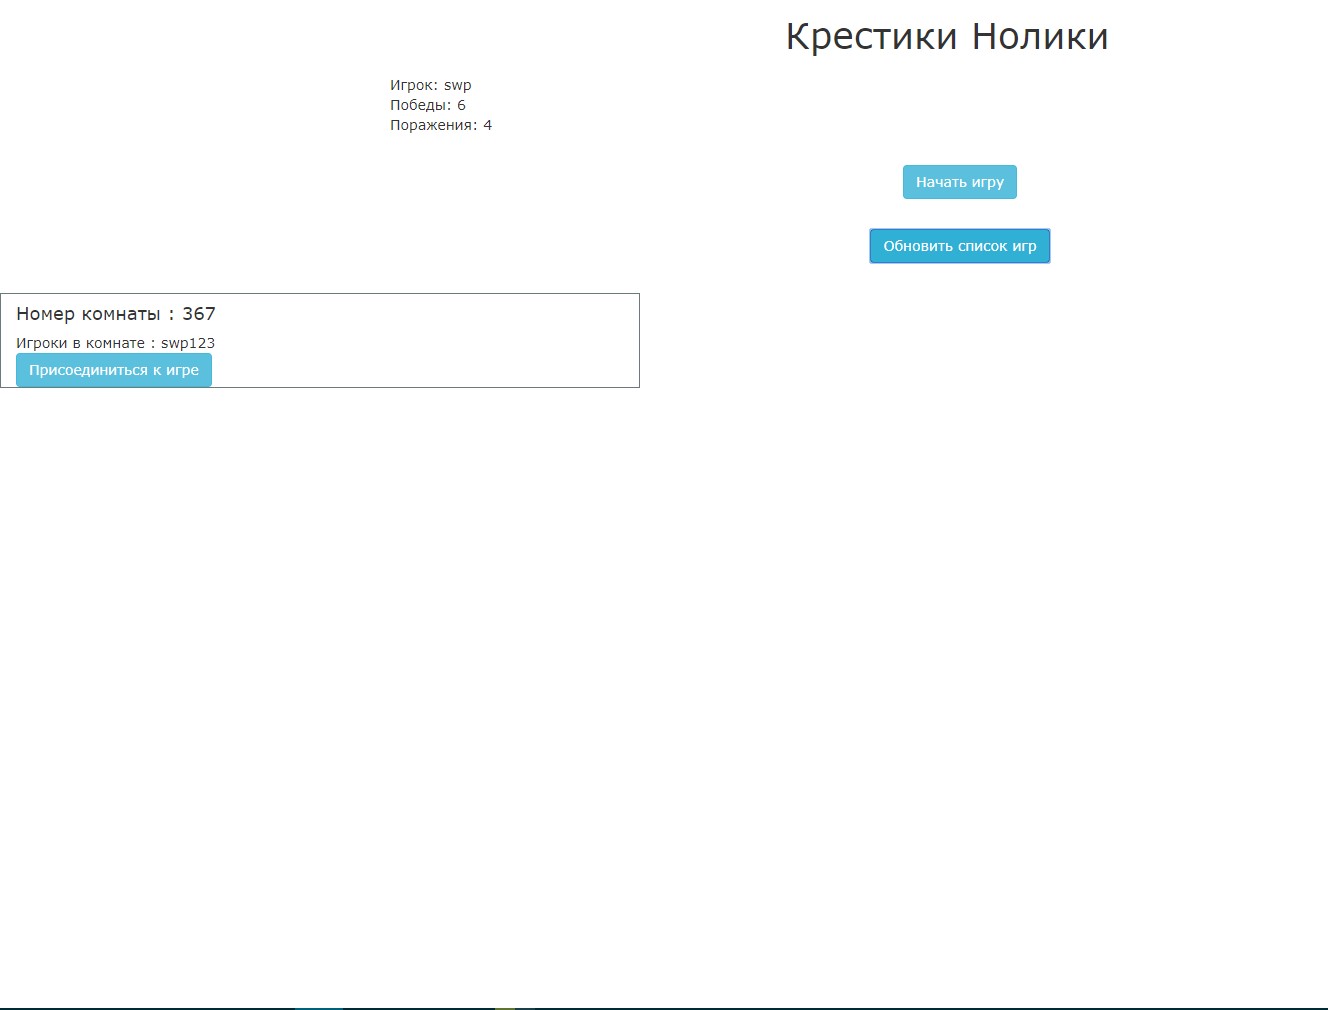 Крестики Нолики
Игрок: swp
Победы: 6
Поражения: 4
Начать игру
Обновить список игр
Номер комнаты : 367
Игроки в комнате : swp123
Присоединиться к игре